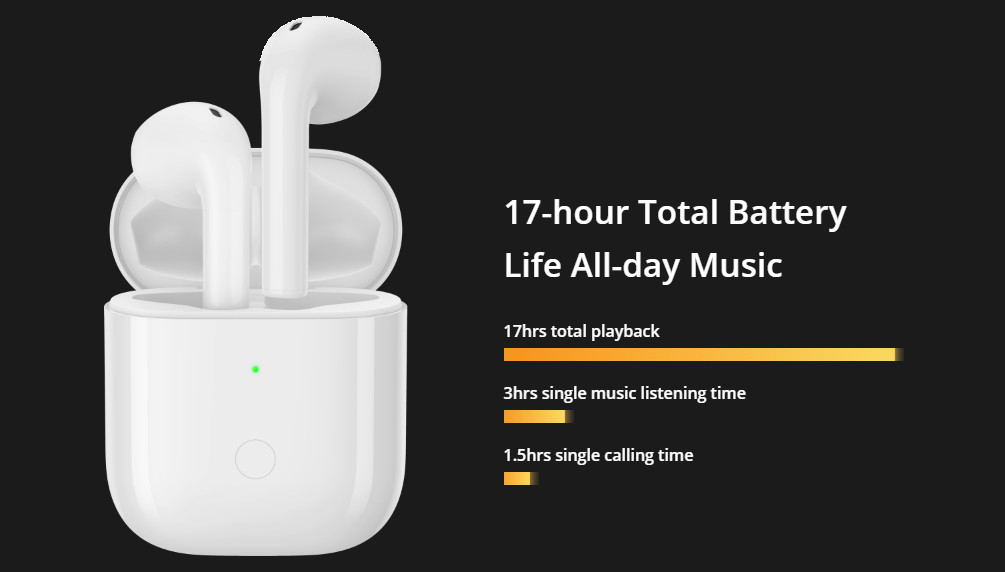 17-hour Total Battery
Life All-day Music
17hrs total playback
3hrs single music listening time
1.5hrs single calling time